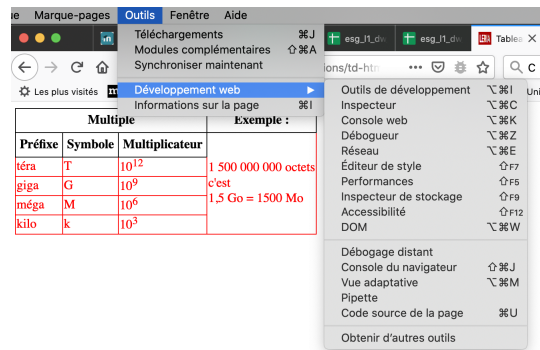 ue Marque-pages Outils Fenêtre Aide
Téléchargements ⌘J
Modules complémentaires ⇧⌘A
Synchroniser maintenant
Développement web ▶
Informations sur la page ⌘I
esg_l1_dw
esg_l1_dw
Tablea
ions/td-htm
C
Les plus visités
Uni
Outils de développement ⌥⌘I
Inspecteur ⌥⌘C
Console web ⌥⌘K
Débogueur ⌥⌘Z
Réseau ⌥⌘E
Éditeur de style ⇧F7
Performances ⇧F5
Inspecteur de stockage ⇧F9
Accessibilité ⇧F12
DOM ⌥⌘W
Débogage distant
Console du navigateur ⇧⌘J
Vue adaptative ⌥⌘M
Pipette
Code source de la page ⌘U
Obtenir d'autres outils
Multiple Exemple :
Préfixe Symbole Multiplicateur
téra T 10¹²
giga G 10⁹
méga M 10⁶
kilo k 10³
1 500 000 000 octets
c'est
1,5 Go = 1500 Mo